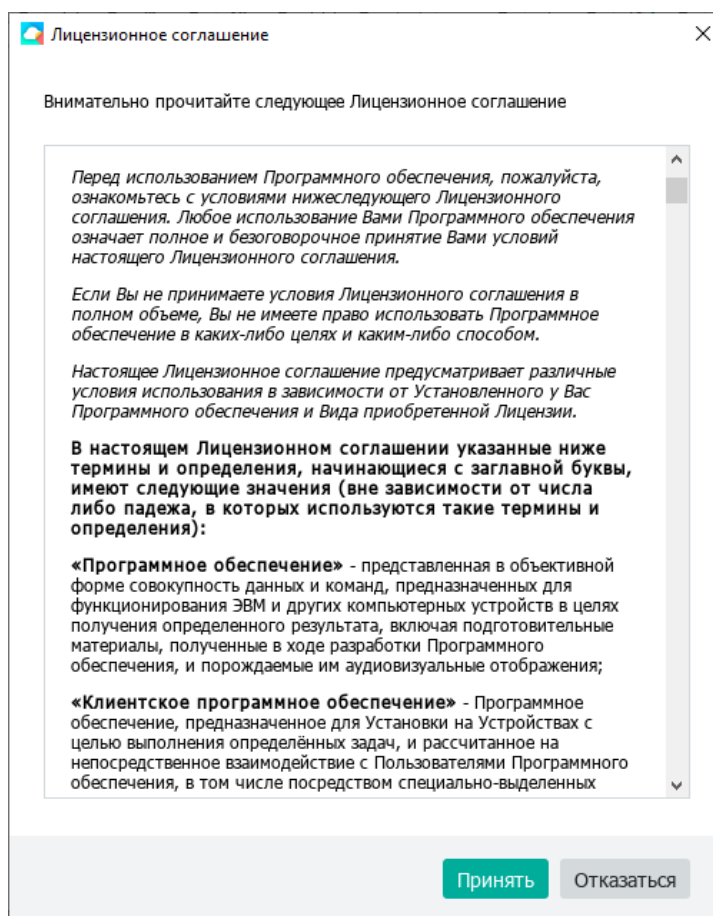 Лицензионное соглашение
Внимательно прочитайте следующее Лицензионное соглашение
Перед использованием Программного обеспечения, пожалуйста,
ознакомьтесь с условиями нижеследующего Лицензионного
соглашения. Любое использование Вами Программного обеспечения
означает полное и безоговорочное принятие Вами условий
настоящего Лицензионного соглашения.
Если Вы не принимаете условия Лицензионного соглашения в
полном объеме, Вы не имеете право использовать Программное
обеспечение в каких-либо целях и каким-либо способом.
Настоящее Лицензионное соглашение предусматривает различные
условия использования в зависимости от Установленного у Вас
Программного обеспечения и Вида приобретенной Лицензии.
В настоящем Лицензионном соглашении указанные ниже
термины и определения, начинающиеся с заглавной буквы,
имеют следующие значения (вне зависимости от числа
либо падежа, в которых используются такие термины и
определения):
«Программное обеспечение» - представленная в объективной
форме совокупность данных и команд, предназначенных для
функционирования ЭВМ и других компьютерных устройств в целях
получения определенного результата, включая подготовительные
материалы, полученные в ходе разработки Программного
обеспечения, и порождаемые им аудиовизуальные отображения;
«Клиентское программное обеспечение» - Программное
обеспечение, предназначенное для Установки на Устройствах с
целью выполнения определённых задач, и рассчитанное на
непосредственное взаимодействие с Пользователями Программного
обеспечения, в том числе посредством специально-выделенных
Принять Отказаться